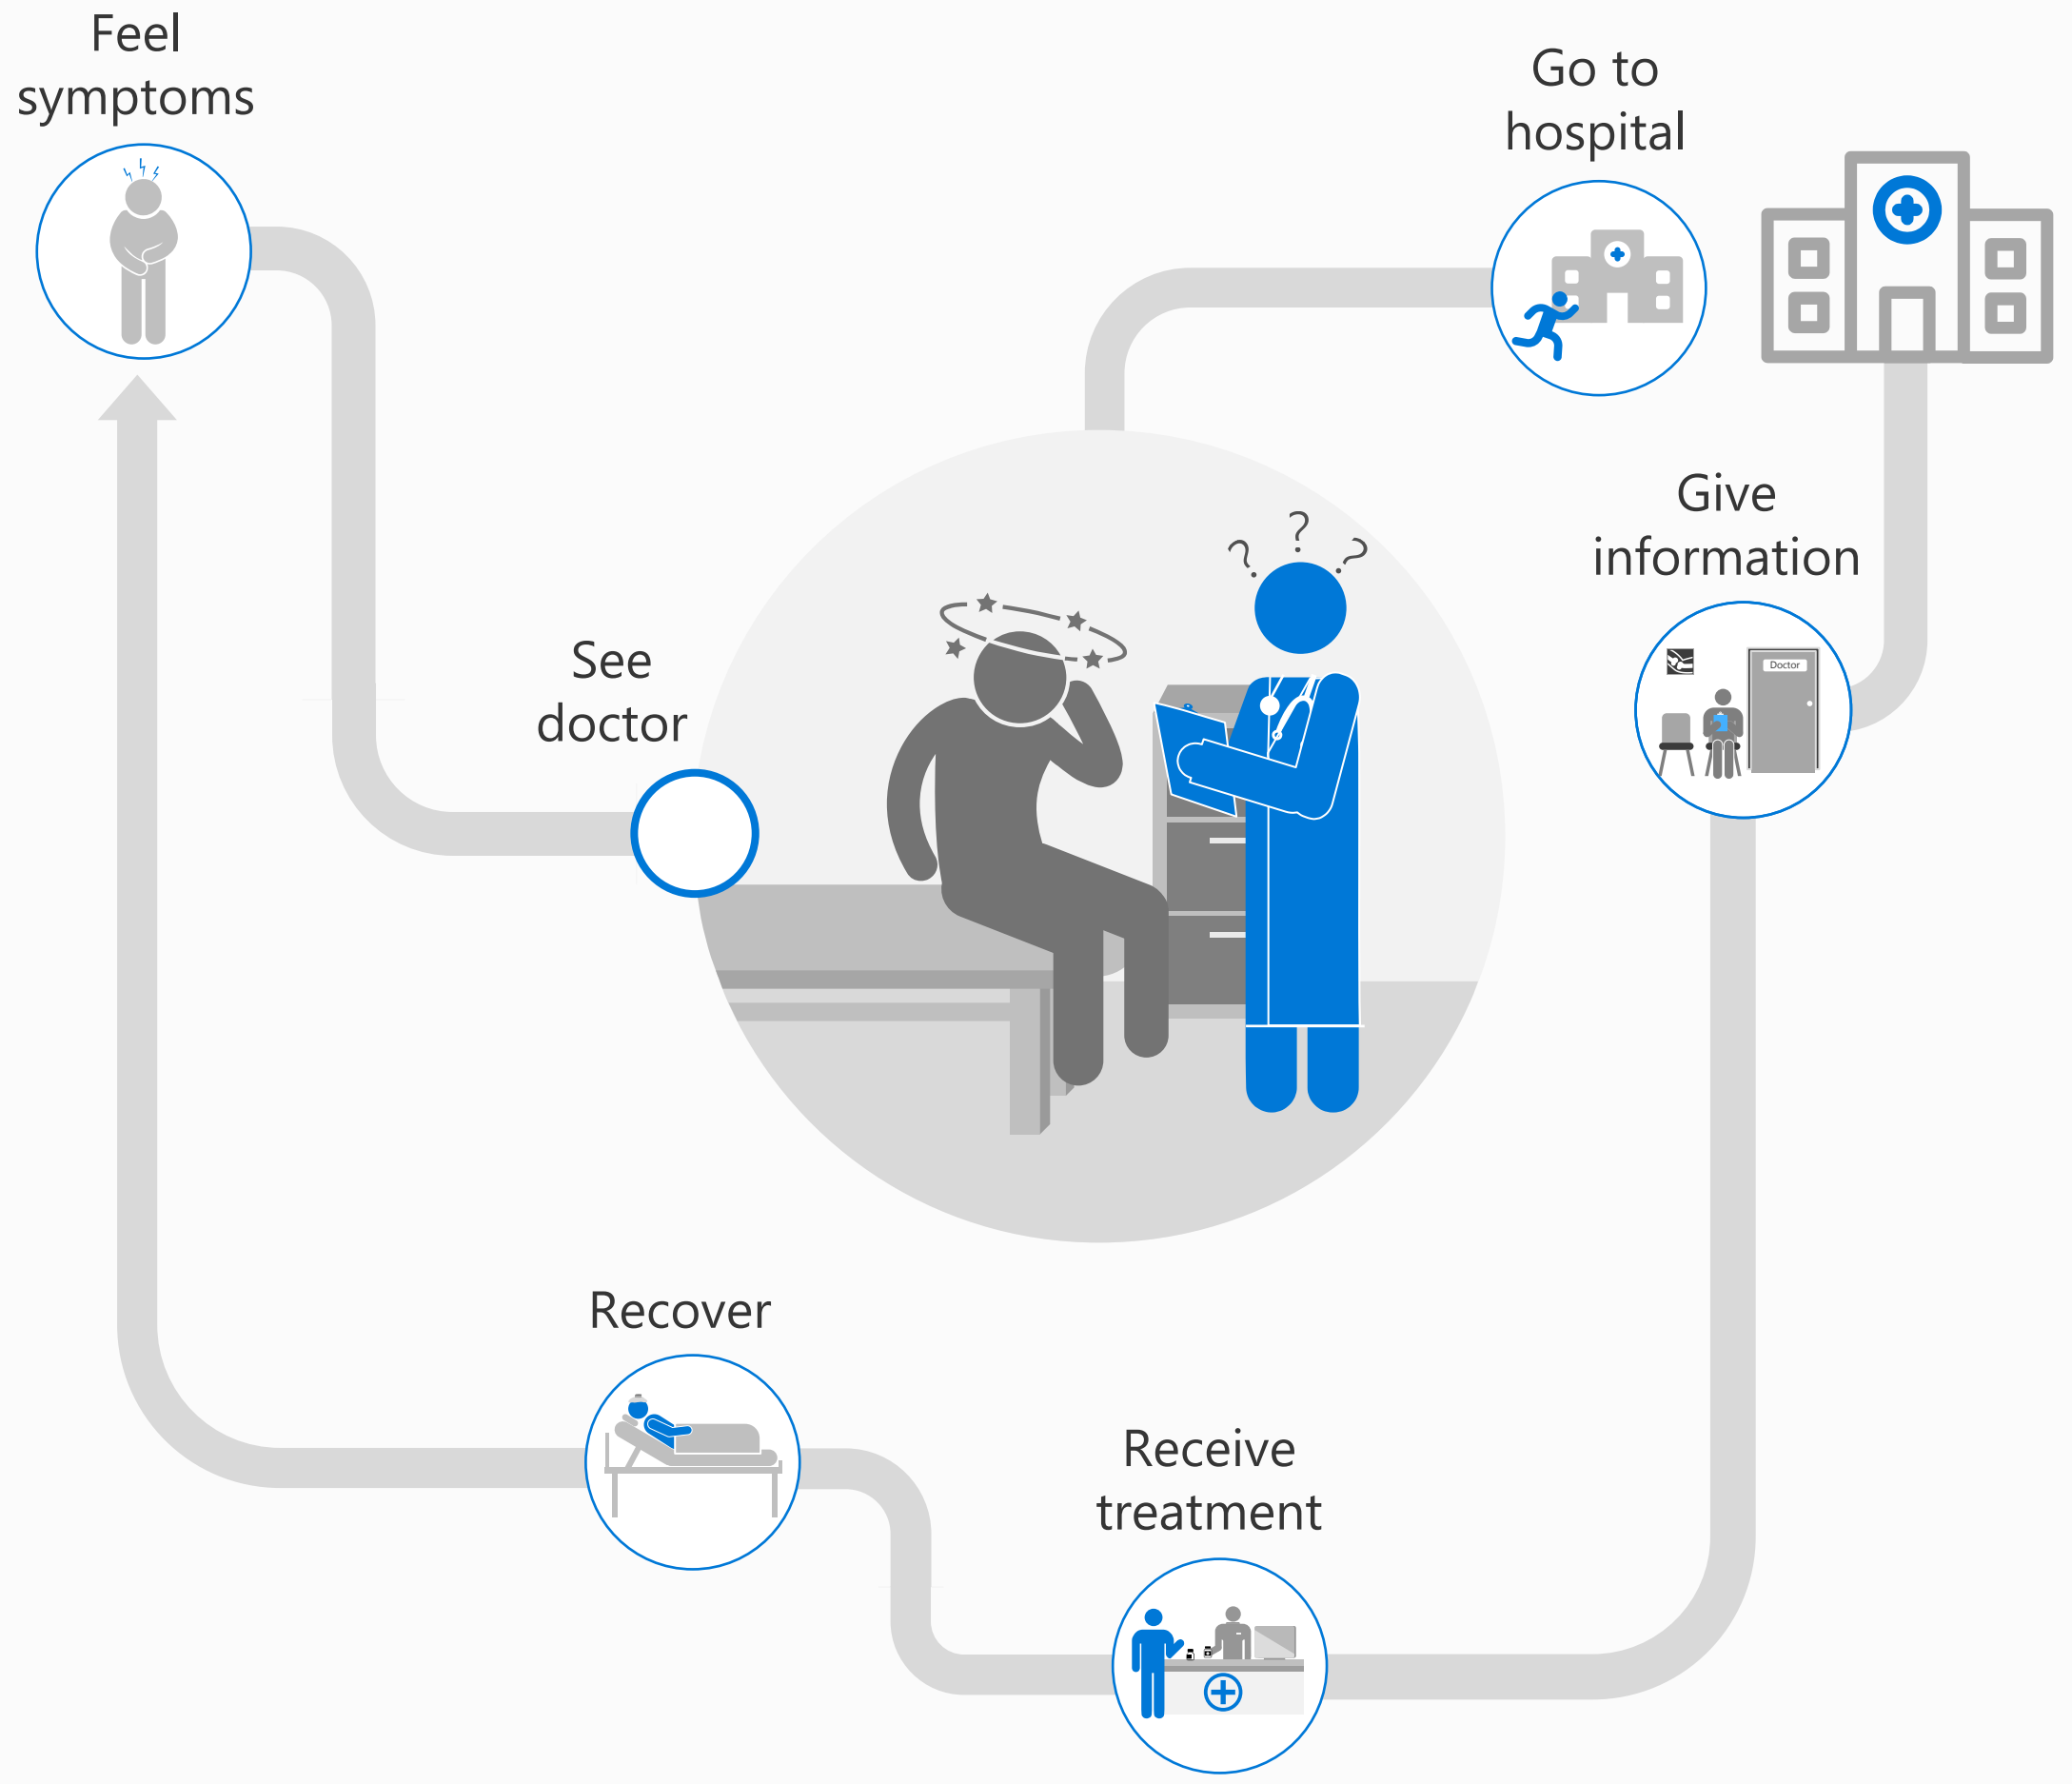 Feel
symptoms
Go to
hospital
Give
information
Doctor
See
doctor
? ? ?
Recover
Receive
treatment